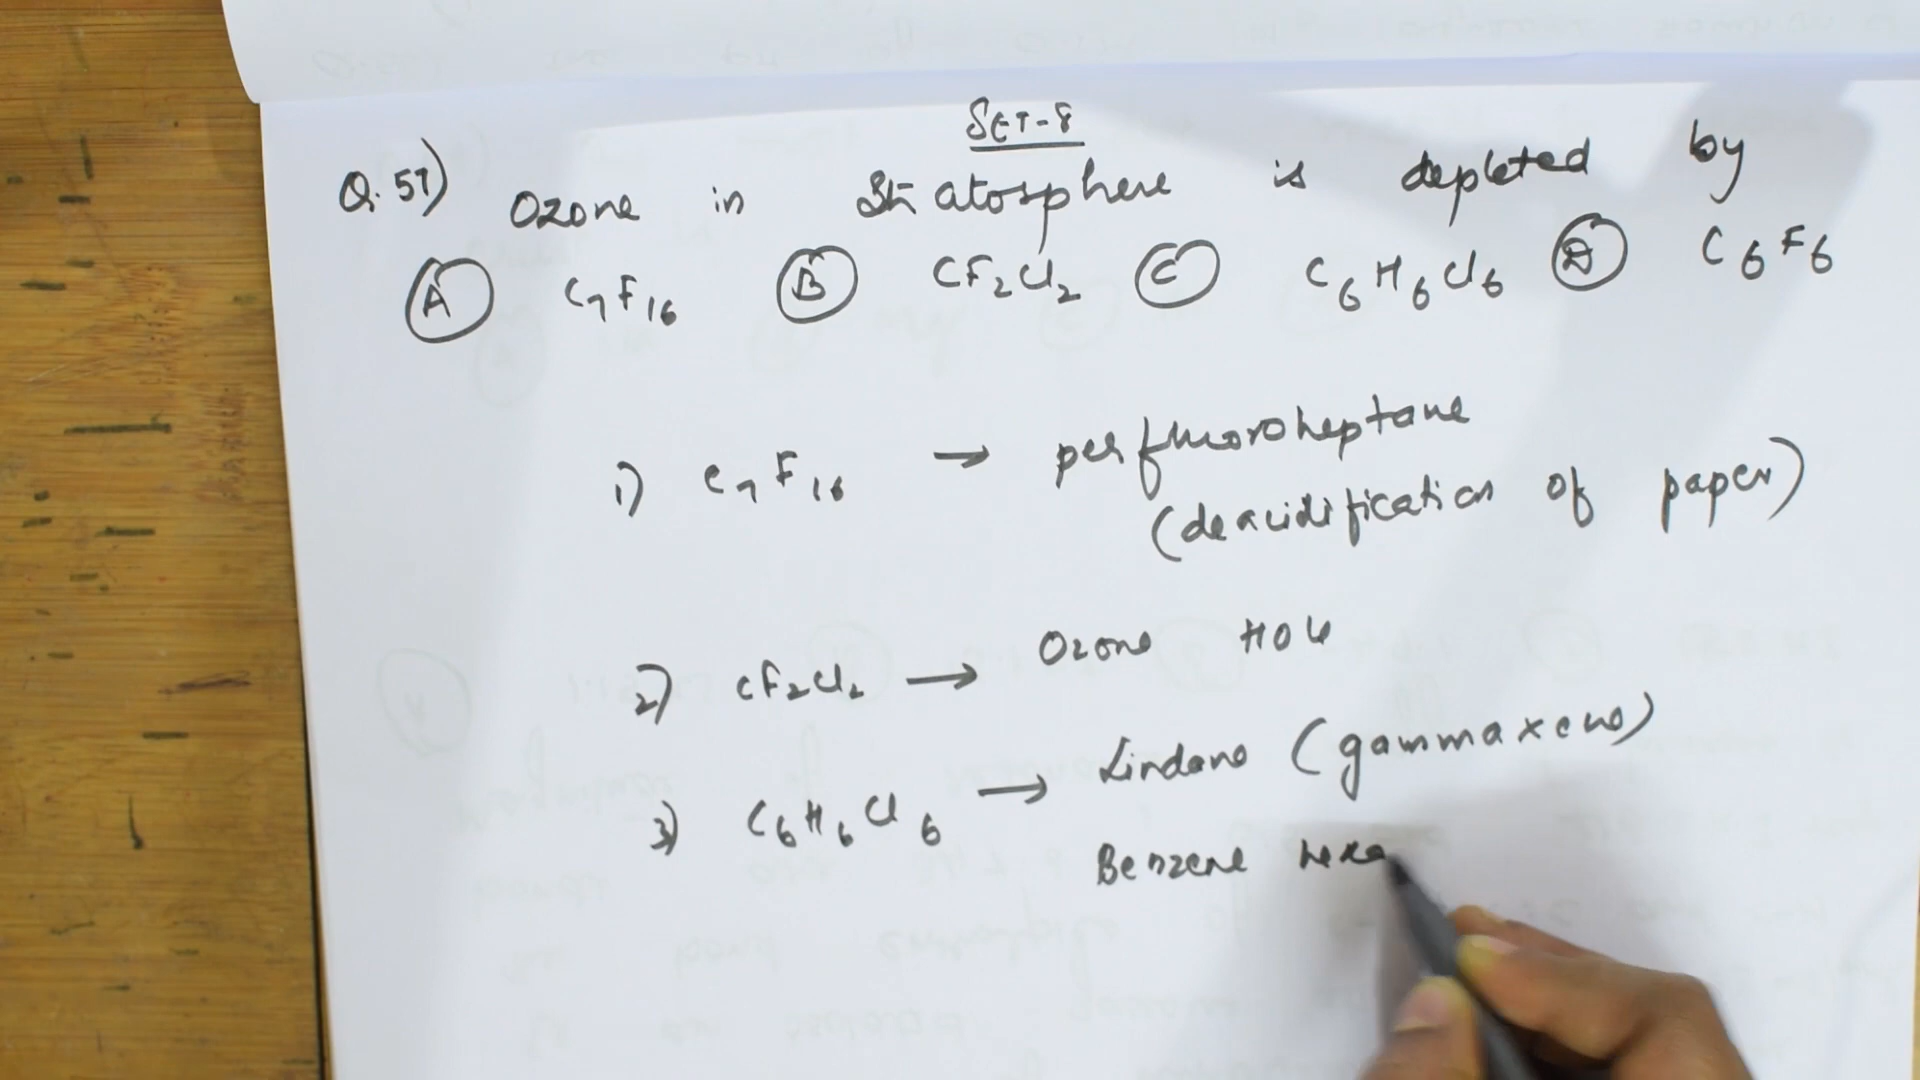 SET-8
Q.57) Ozone in Stratosphere is depleted by
A C7F16 B CF2Cl2 C C6H6Cl6 D C6F6
1) C7F16 → perfluoroheptane
(deacidification of paper)
2) CF2Cl2 → Ozone Hole
3) C6H6Cl6 → Lindane (gammaxene)
Benzene hexa